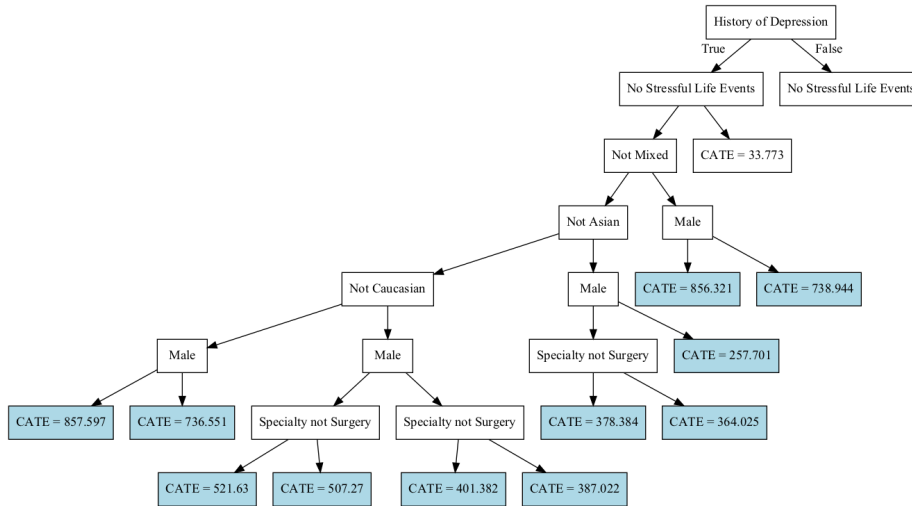 History of Depression
True
False
No Stressful Life Events
No Stressful Life Events
Not Mixed
CATE = 33.773
Not Asian
Male
Not Caucasian
Male
CATE = 856.321
CATE = 738.944
Male
Male
Specialty not Surgery
CATE = 257.701
CATE = 857.597
CATE = 736.551
Specialty not Surgery
Specialty not Surgery
CATE = 378.384
CATE = 364.025
CATE = 521.63
CATE = 507.27
CATE = 401.382
CATE = 387.022